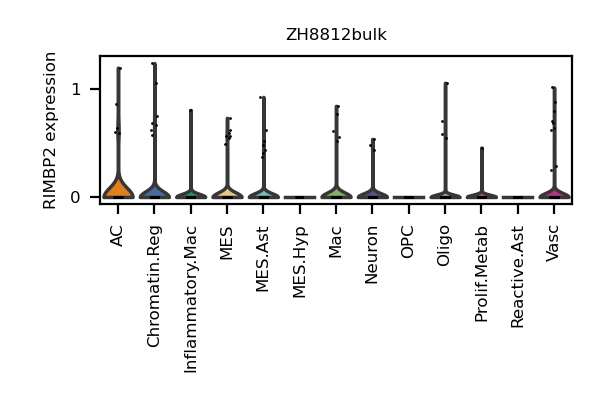 ZH8812bulk
RIMBP2 expression
1
0
AC
Chromatin.Reg
Inflammatory.Mac
MES
MES.Ast
MES.Hyp
Mac
Neuron
OPC
Oligo
Prolif.Metab
Reactive.Ast
Vasc